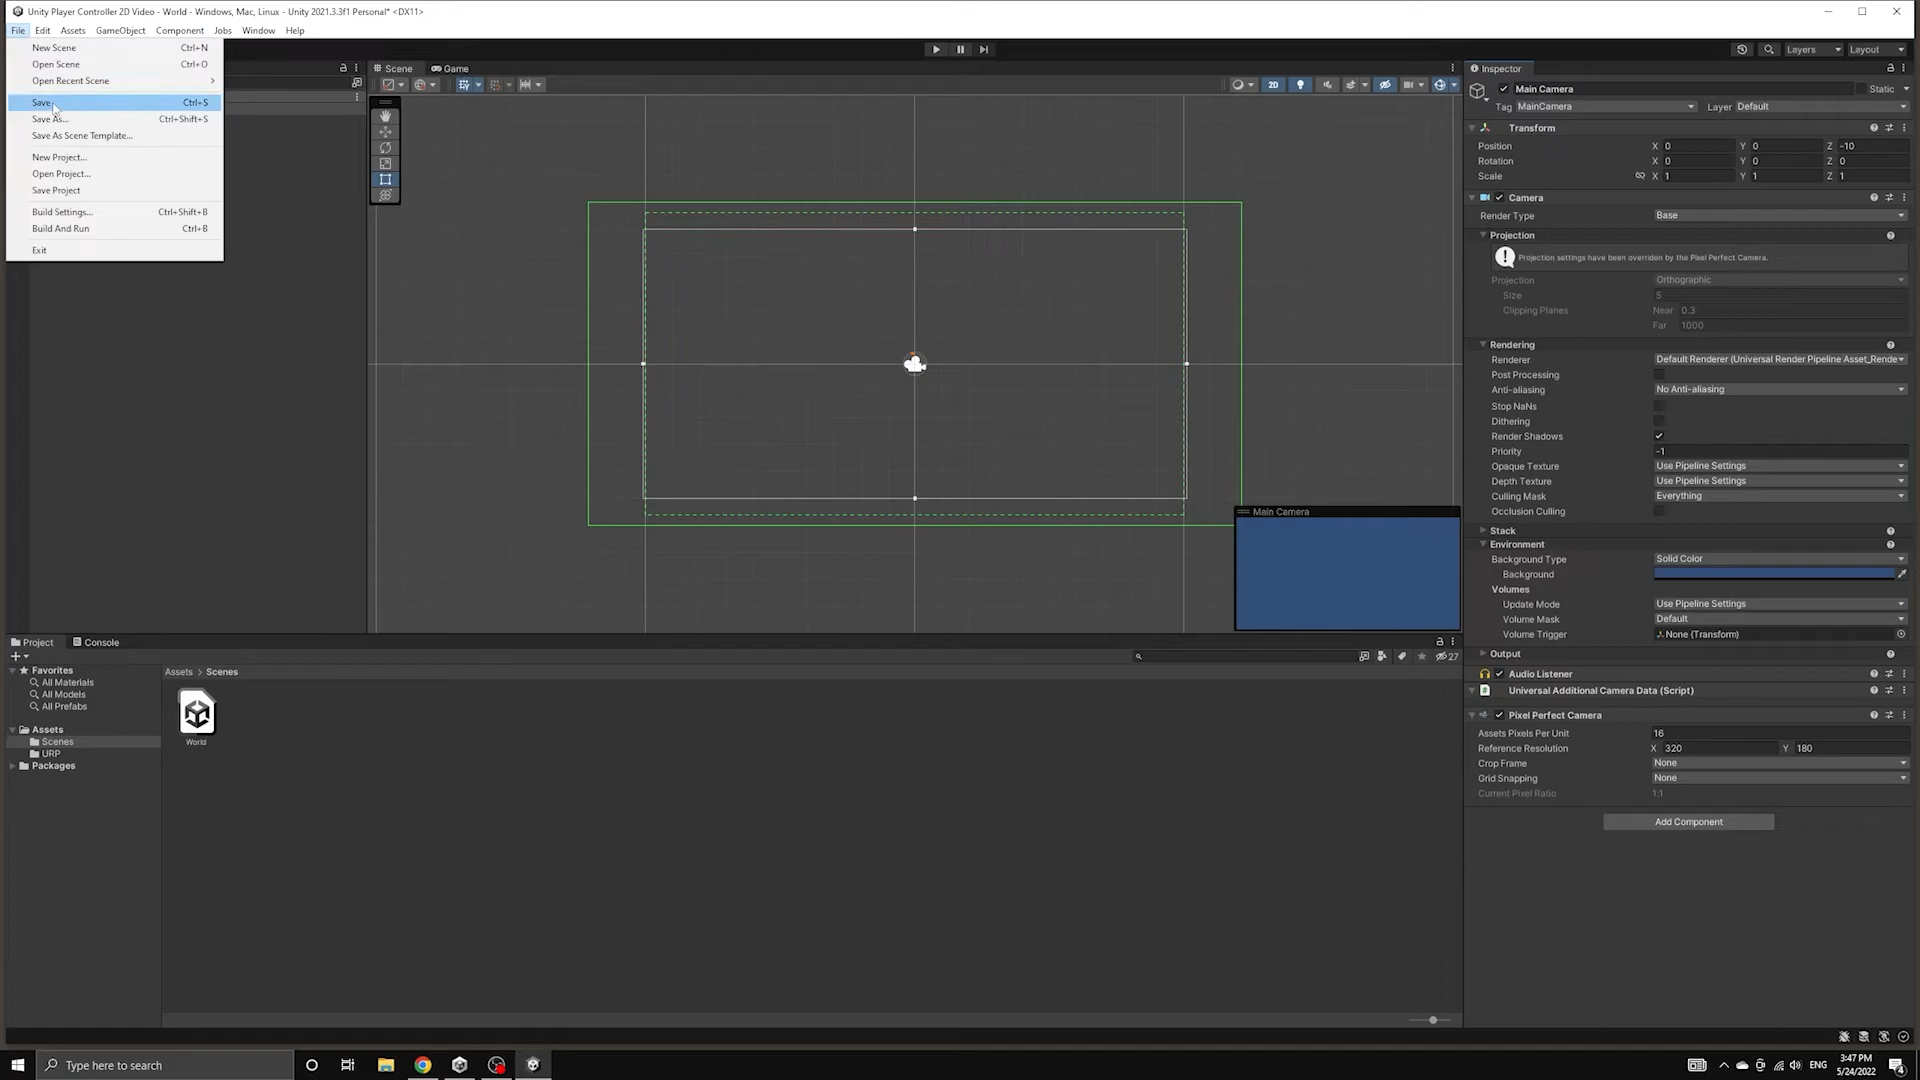 Unity Player Controller 2D Video - World - Windows, Mac, Linux - Unity 2021.3.3f1 Personal* <DX11>
File Edit Assets GameObject Component Jobs Window Help
New Scene Ctrl+N
Open Scene Ctrl+O
Open Recent Scene
Save Ctrl+S
Save As... Ctrl+Shift+S
Save As Scene Template...
New Project...
Open Project...
Save Project
Build Settings... Ctrl+Shift+B
Build And Run Ctrl+B
Exit
Layers Layout
Scene Game
2D
Main Camera
Inspector
Main Camera Static
Tag MainCamera Layer Default
Transform
Position X 0 Y 0 Z -10
Rotation X 0 Y 0 Z 0
Scale X 1 Y 1 Z 1
Camera
Render Type Base
Projection
Projection settings have been overriden by the Pixel Perfect Camera.
Projection Orthographic
Size 5
Clipping Planes Near 0.3
Far 1000
Rendering
Renderer Default Renderer (Universal Render Pipeline Asset_Rende
Post Processing
Anti-aliasing No Anti-aliasing
Stop NaNs
Dithering
Render Shadows
Priority -1
Opaque Texture Use Pipeline Settings
Depth Texture Use Pipeline Settings
Culling Mask Everything
Occlusion Culling
Stack
Environment
Background Type Solid Color
Background
Volumes
Update Mode Use Pipeline Settings
Volume Mask Default
Volume Trigger None (Transform)
Output
Audio Listener
Universal Additional Camera Data (Script)
Pixel Perfect Camera
Assets Pixels Per Unit 16
Reference Resolution X 320 Y 180
Crop Frame None
Grid Snapping None
Current Pixel Ratio 1:1
Add Component
Project Console
27
Favorites
All Materials
All Models
All Prefabs
Assets
Scenes
URP
Packages
Assets > Scenes
World
Type here to search
ENG
3:47 PM
5/24/2022
4